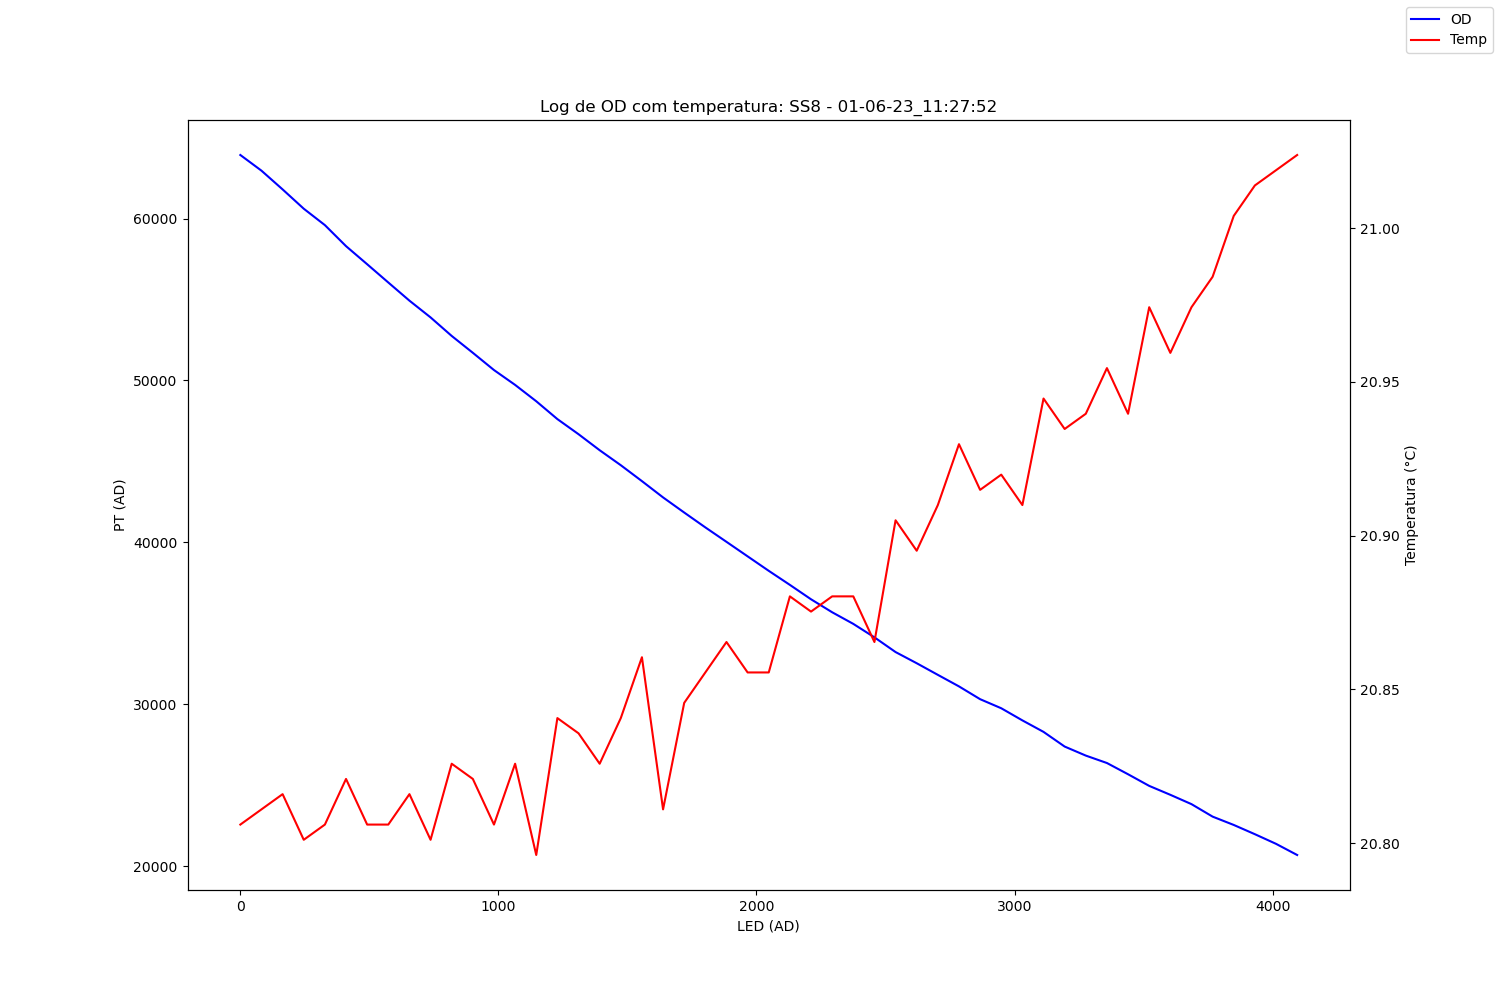 OD
Temp
Log de OD com temperatura: SS8 - 01-06-23_11:27:52
60000
50000
40000
30000
20000
PT (AD)
21.00
20.95
20.90
20.85
20.80
Temperatura (°C)
0 1000 2000 3000 4000
LED (AD)